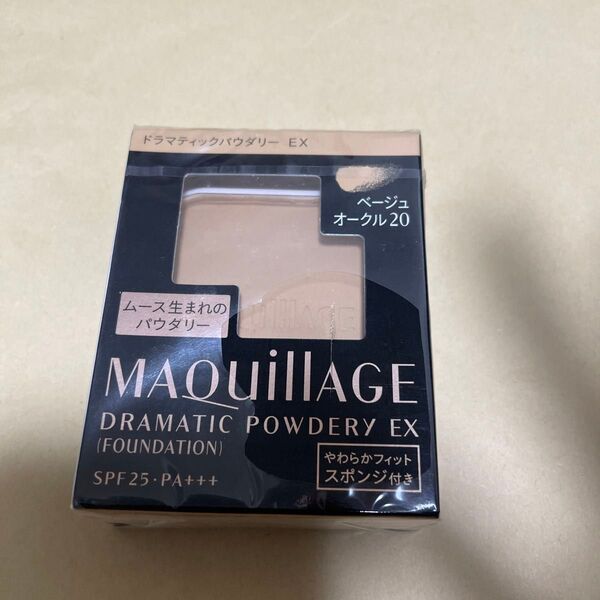 ドラマティックパウダリー EX
ベージュ
オークル20
ムース生まれの
パウダリー
MAQuillAGE
DRAMATIC POWDERY EX
(FOUNDATION)
SPF25・PA+++
やわらかフィット
スポンジ付き